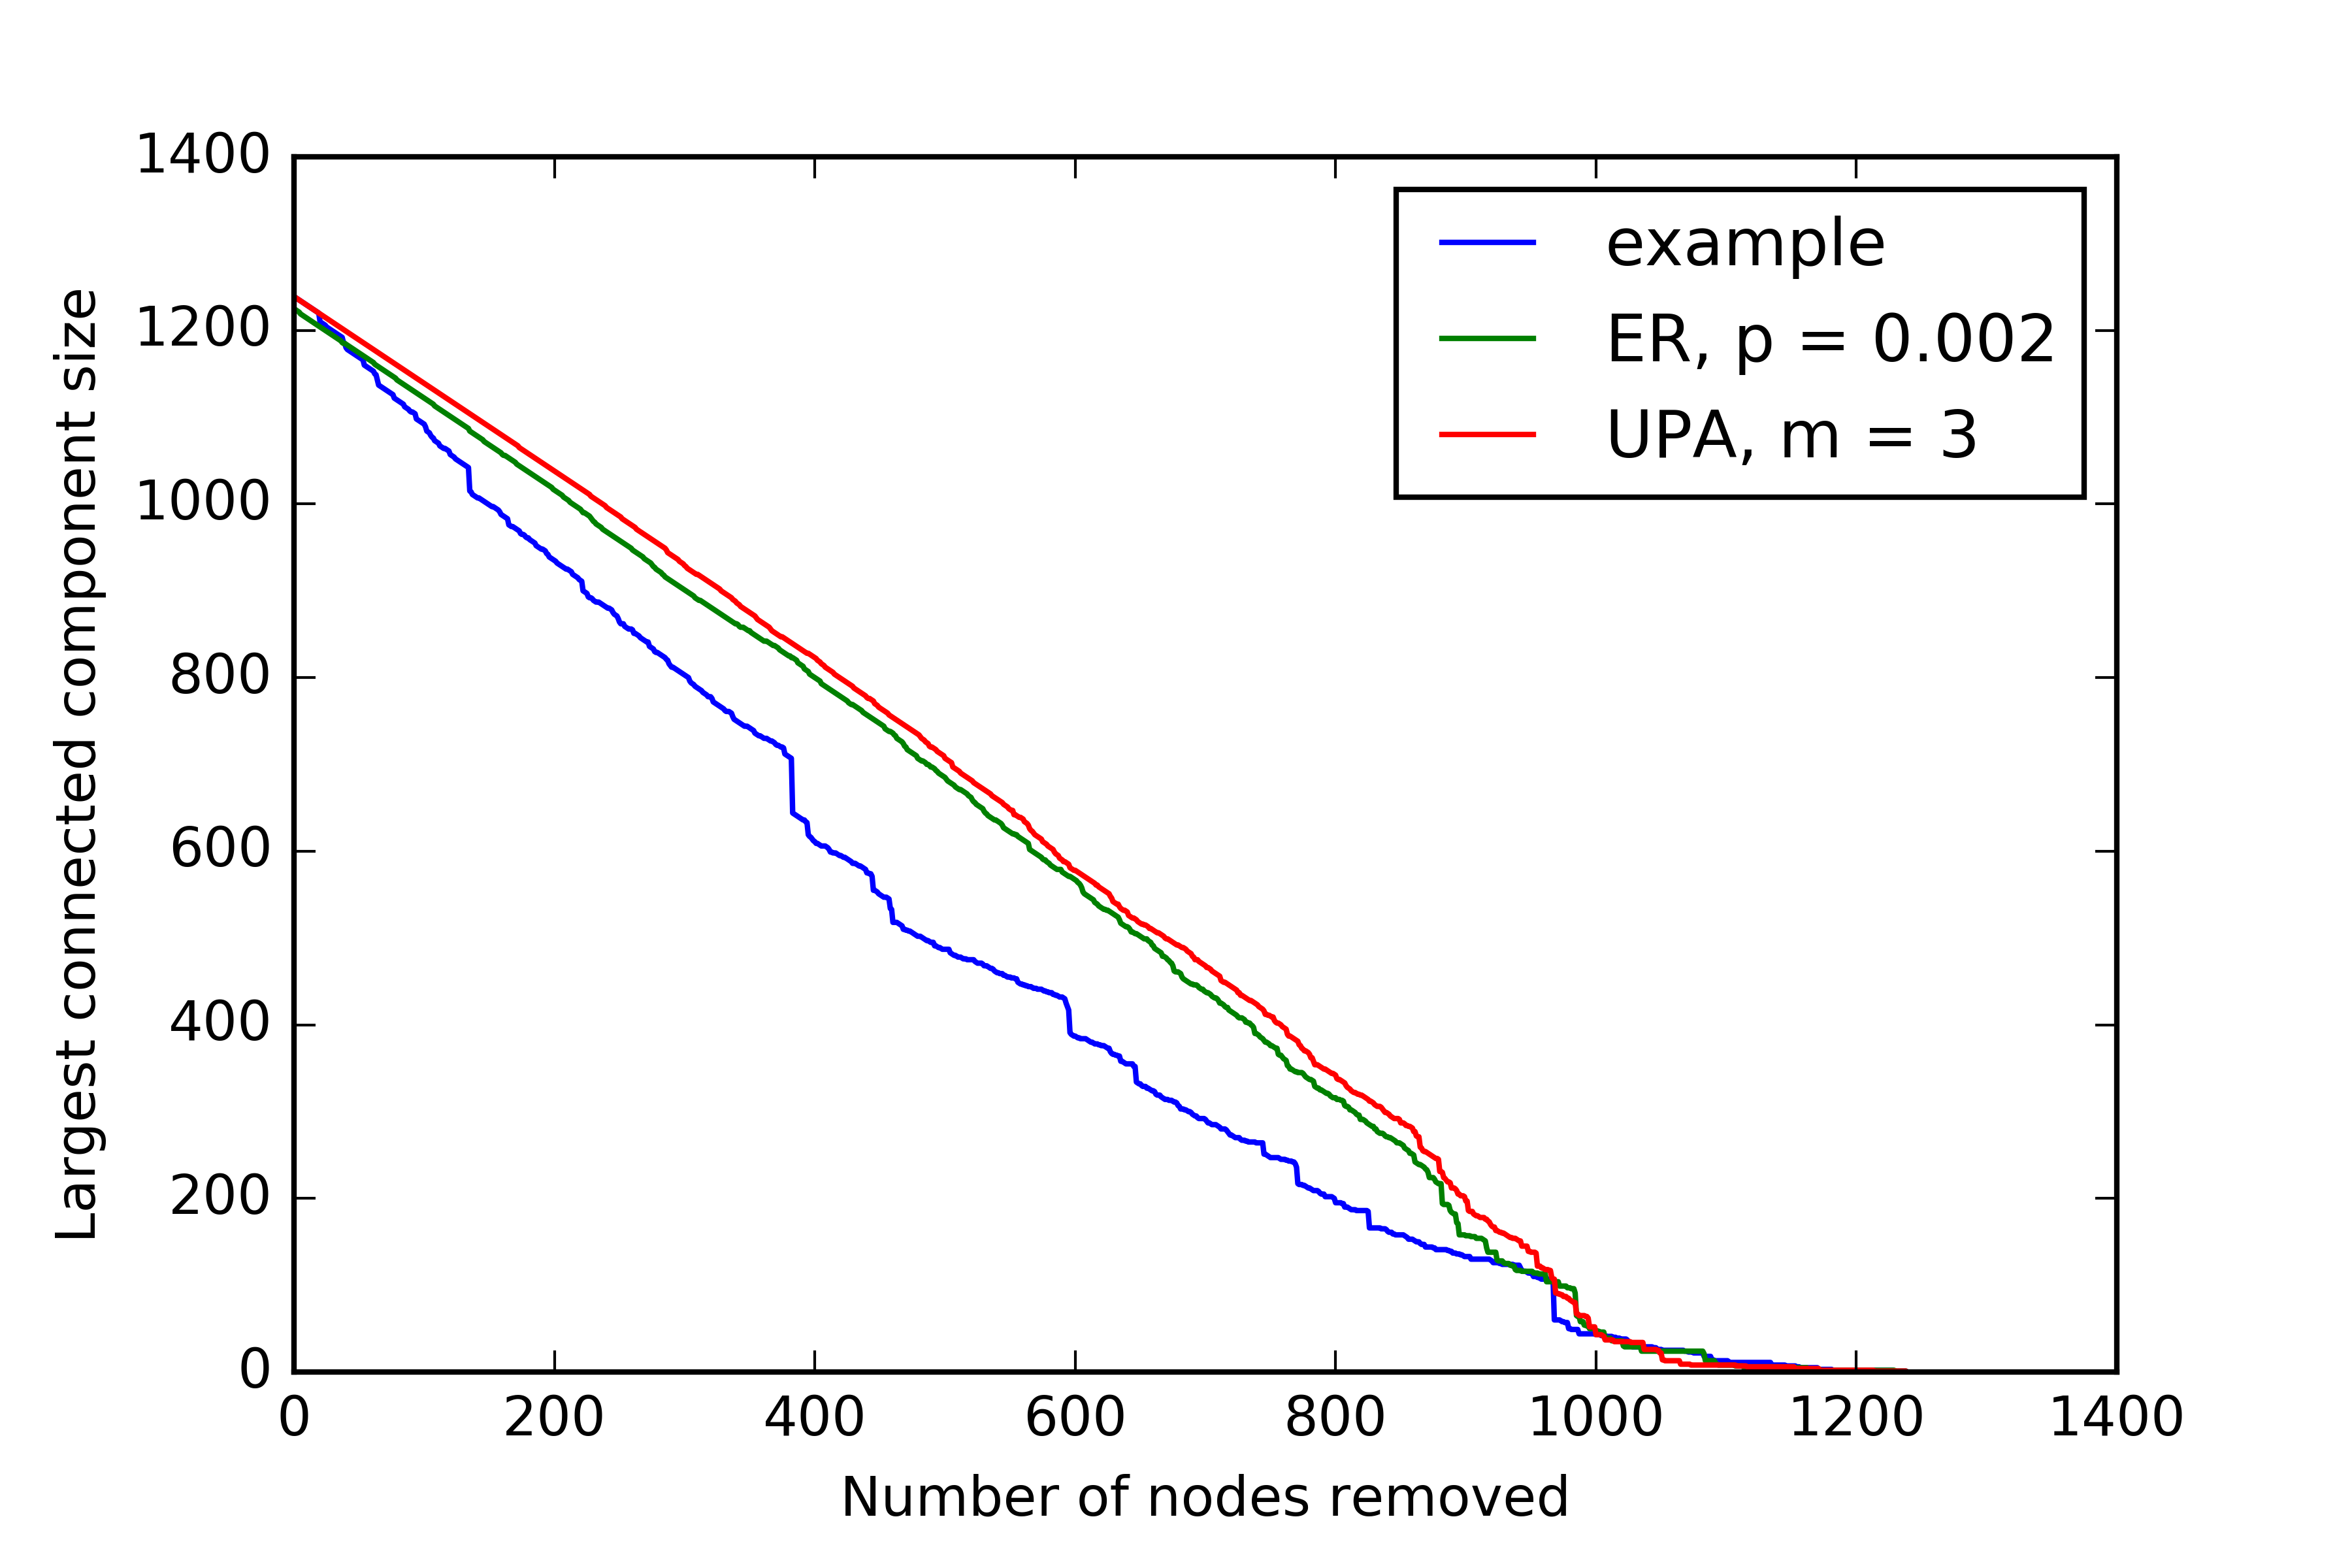 1400
1200
1000
800
600
400
200
0
Largest connected component size
example
ER, p = 0.002
UPA, m = 3
0 200 400 600 800 1000 1200 1400
Number of nodes removed